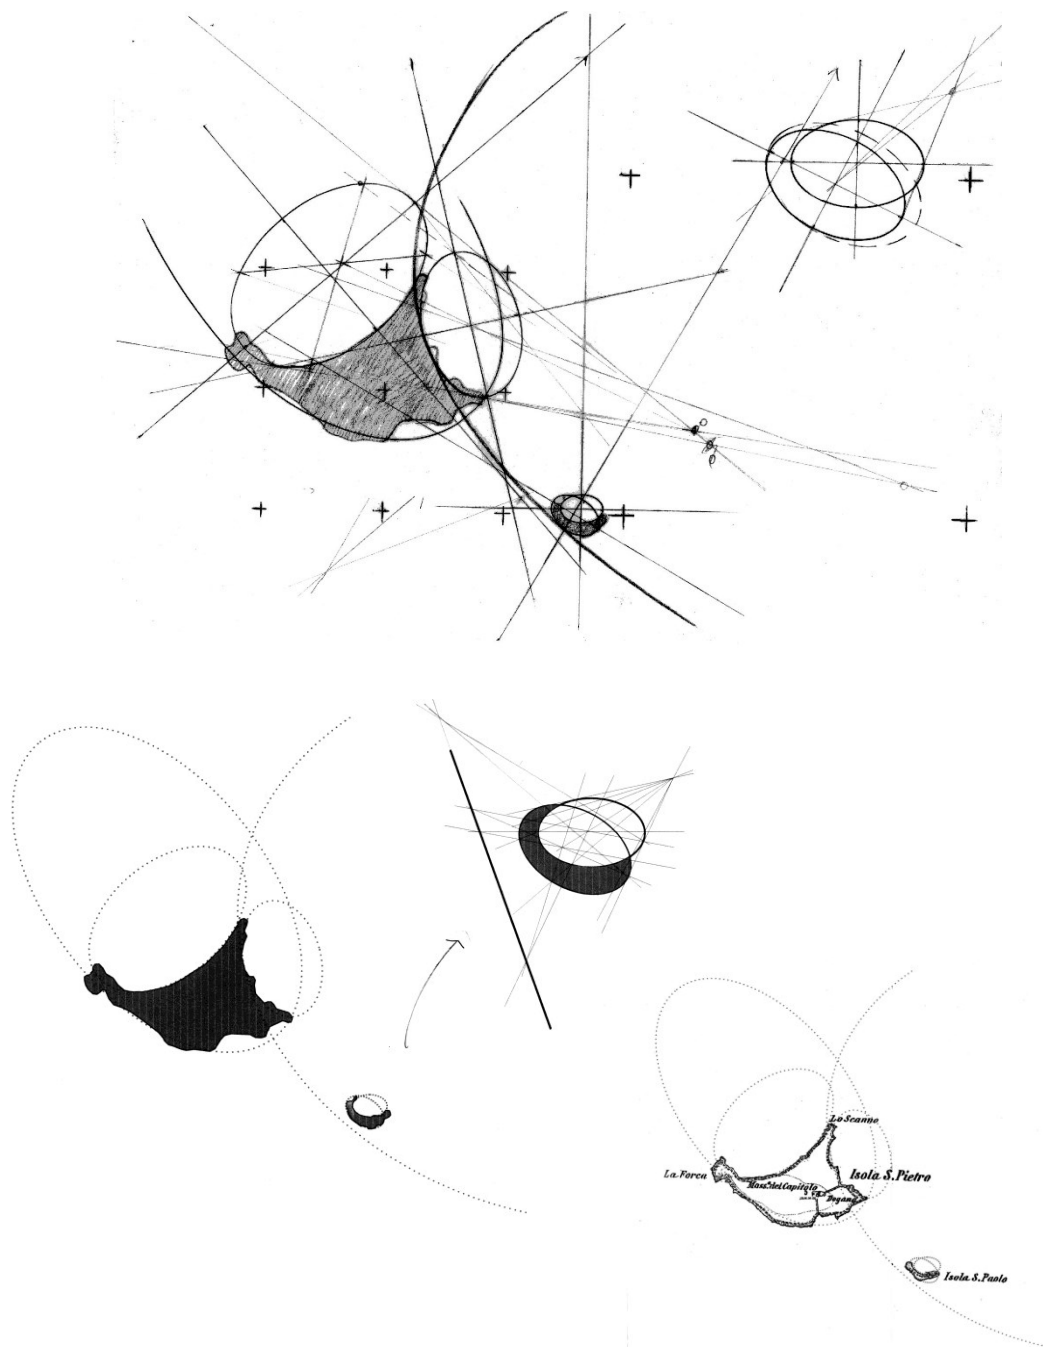 Lo Scanno
La Forca
Isola S. Pietro
Mass. del Capitolo
Dogana
Isola S. Paolo